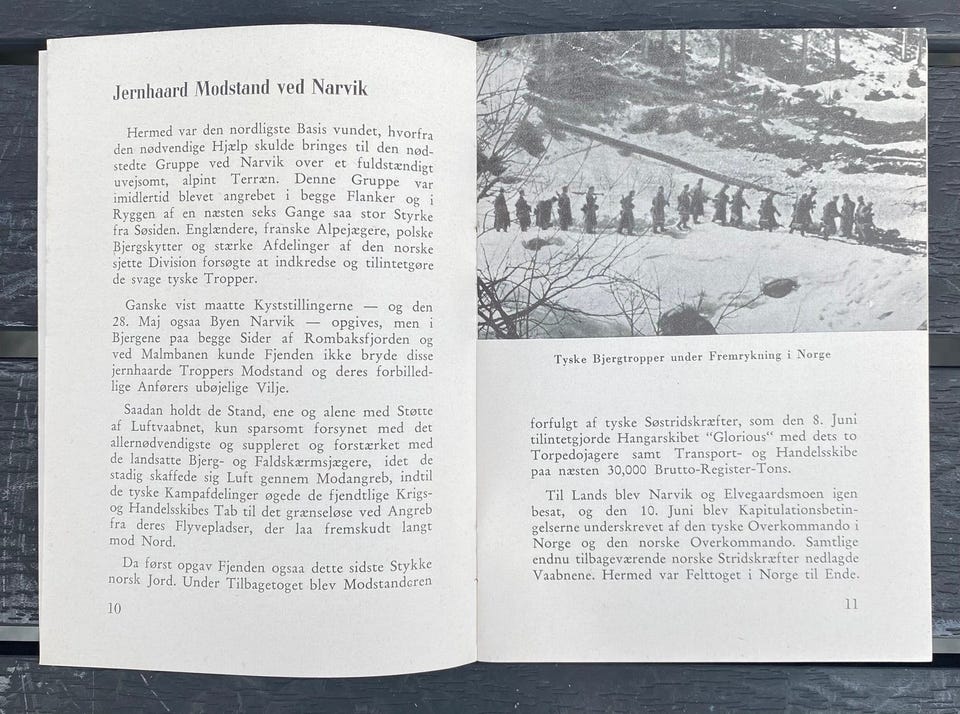 Jernhaard Modstand ved Narvik
Hermed var den nordligste Basis vundet, hvorfra
den nødvendige Hjælp skulde bringes til den nød-
stedte Gruppe ved Narvik over et fuldstændigt
uvejsomt, alpint Terræn. Denne Gruppe var
imidlertid blevet angrebet i begge Flanker og i
Ryggen af en næsten seks Gange saa stor Styrke
fra Søsiden. Englændere, franske Alpejægere, polske
Bjergskytter og stærke Afdelinger af den norske
sjette Division forsøgte at indkredse og tilintetgøre
de svage tyske Tropper.
Ganske vist maatte Kyststillingerne — og den
28. Maj ogsaa Byen Narvik — opgives, men i
Bjergene paa begge Sider af Rombaksfjorden og
ved Malmbanen kunde Fjenden ikke bryde disse
jernhaarde Troppers Modstand og deres forbilled-
lige Anførers ubøjelige Vilje.
Saadan holdt de Stand, ene og alene med Støtte
af Luftvaabnet, kun sparsomt forsynet med det
allernødvendigste og suppleret og forstærket med
de landsatte Bjerg- og Faldskærmsjægere, idet de
stadig skaffede sig Luft gennem Modangreb, indtil
de tyske Kampafdelinger øgede de fjendtlige Krigs-
og Handelsskibes Tab til det grænseløse ved Angreb
fra deres Flyvepladser, der laa fremskudt langt
mod Nord.
Da først opgav Fjenden ogsaa dette sidste Stykke
norsk Jord. Under Tilbagetoget blev Modstanderen
10
Tyske Bjergtropper under Fremrykning i Norge
forfulgt af tyske Søstridskræfter, som den 8. Juni
tilintetgjorde Hangarskibet "Glorious“ med dets to
Torpedojagere samt Transport- og Handelsskibe
paa næsten 30,000 Brutto-Register-Tons.
Til Lands blev Narvik og Elvegaardsmoen igen
besat, og den 10. Juni blev Kapitulationsbetin-
gelserne underskrevet af den tyske Overkommando i
Norge og den norske Overkommando. Samtlige
endnu tilbageværende norske Stridskræfter nedlagde
Vaabnene. Hermed var Felttoget i Norge til Ende.
11